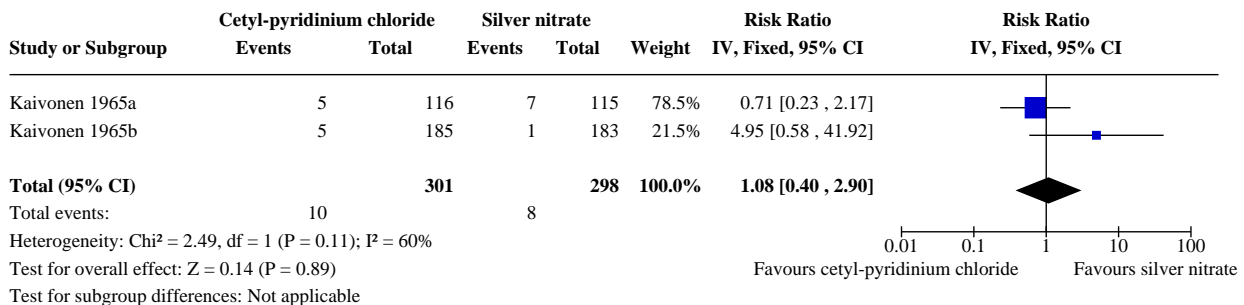 Cetyl-pyridinium chloride Silver nitrate Risk Ratio Risk Ratio
Study or Subgroup Events Total Events Total Weight IV, Fixed, 95% CI IV, Fixed, 95% CI
Kaivonen 1965a 5 116 7 115 78.5% 0.71 [0.23 , 2.17]
Kaivonen 1965b 5 185 1 183 21.5% 4.95 [0.58 , 41.92]
Total (95% CI) 301 298 100.0% 1.08 [0.40 , 2.90]
Total events: 10 8
Heterogeneity: Chi² = 2.49, df = 1 (P = 0.11); I² = 60%
0.01 0.1 1 10 100
Test for overall effect: Z = 0.14 (P = 0.89)
Favours cetyl-pyridinium chloride Favours silver nitrate
Test for subgroup differences: Not applicable